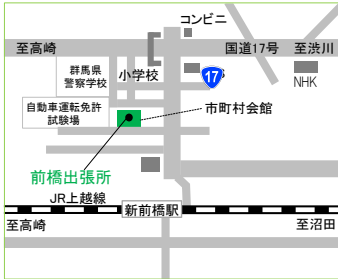 コンビニ
至高崎
国道17号
至渋川
群馬県
警察学校
小学校
17
NHK
自動車運転免許
試験場
市町村会館
前橋出張所
JR上越線
新前橋駅
至高崎
至沼田